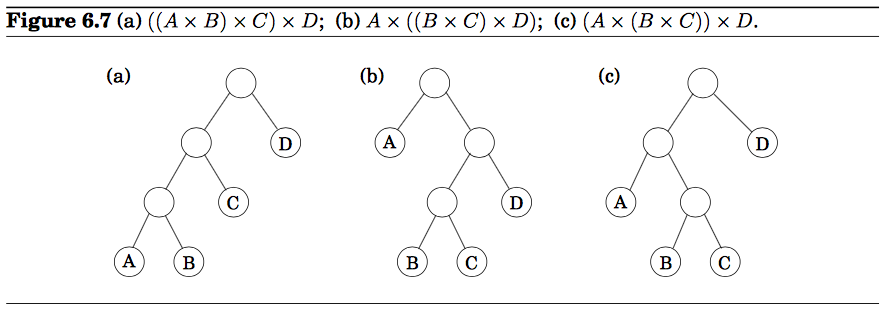 Figure 6.7 (a) ((A × B) × C) × D; (b) A × ((B × C) × D); (c) (A × (B × C)) × D.
(a) (b) (c)
D A D
C D A
A B B C B C